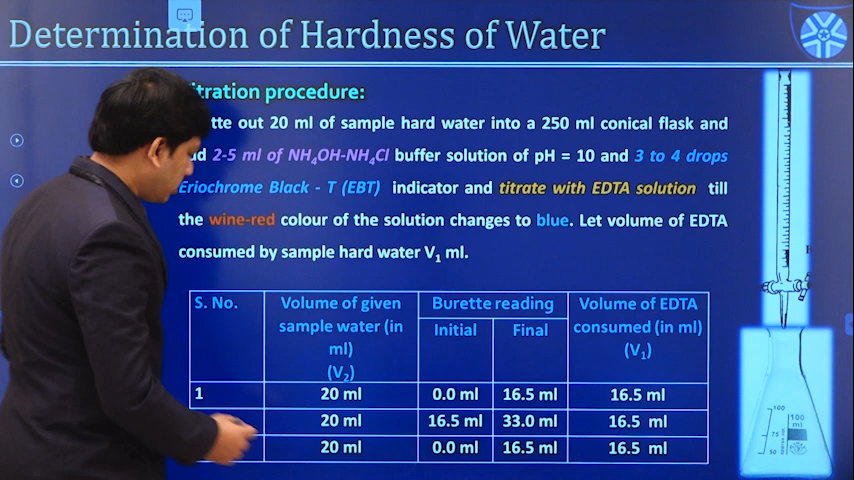 Determination of Hardness of Water
tration procedure:
out 20 ml of sample hard water into a 250 ml conical flask and
2-5 ml of NH₄OH-NH₄Cl buffer solution of pH = 10 and 3 to 4 drops
Eriochrome Black - T (EBT) indicator and titrate with EDTA solution till
the wine-red colour of the solution changes to blue. Let volume of EDTA
consumed by sample hard water V₁ ml.
S. No. Volume of given sample water (in ml) (V₂) Burette reading Volume of EDTA consumed (in ml) (V₁)
Initial Final
1 20 ml 0.0 ml 16.5 ml 16.5 ml
20 ml 16.5 ml 33.0 ml 16.5 ml
20 ml 0.0 ml 16.5 ml 16.5 ml
100
75
50
100
ml